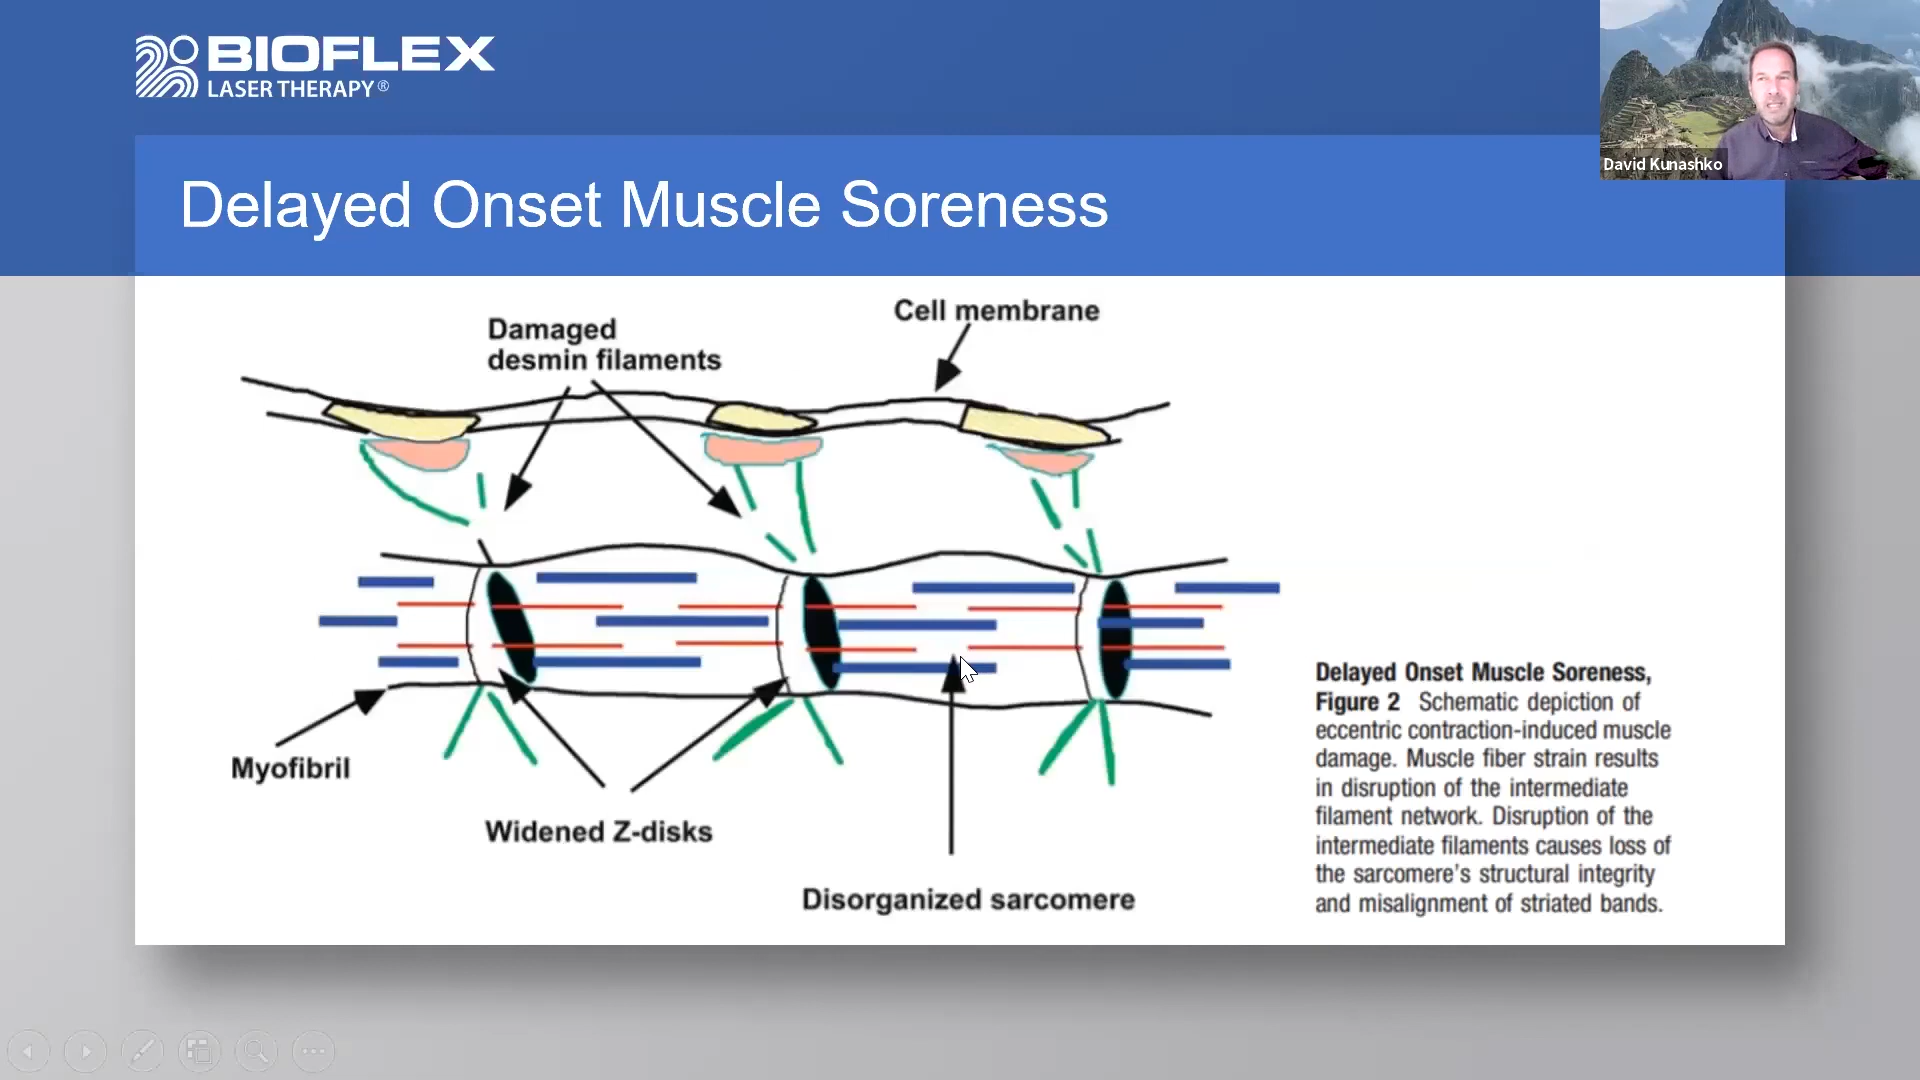 BIOFLEX
LASER THERAPY®
David Kunashko
Delayed Onset Muscle Soreness
Cell membrane
Damaged
desmin filaments
Myofibril
Widened Z-disks
Disorganized sarcomere
Delayed Onset Muscle Soreness,
Figure 2 Schematic depiction of
eccentric contraction-induced muscle
damage. Muscle fiber strain results
in disruption of the intermediate
filament network. Disruption of the
intermediate filaments causes loss of
the sarcomere's structural integrity
and misalignment of striated bands.